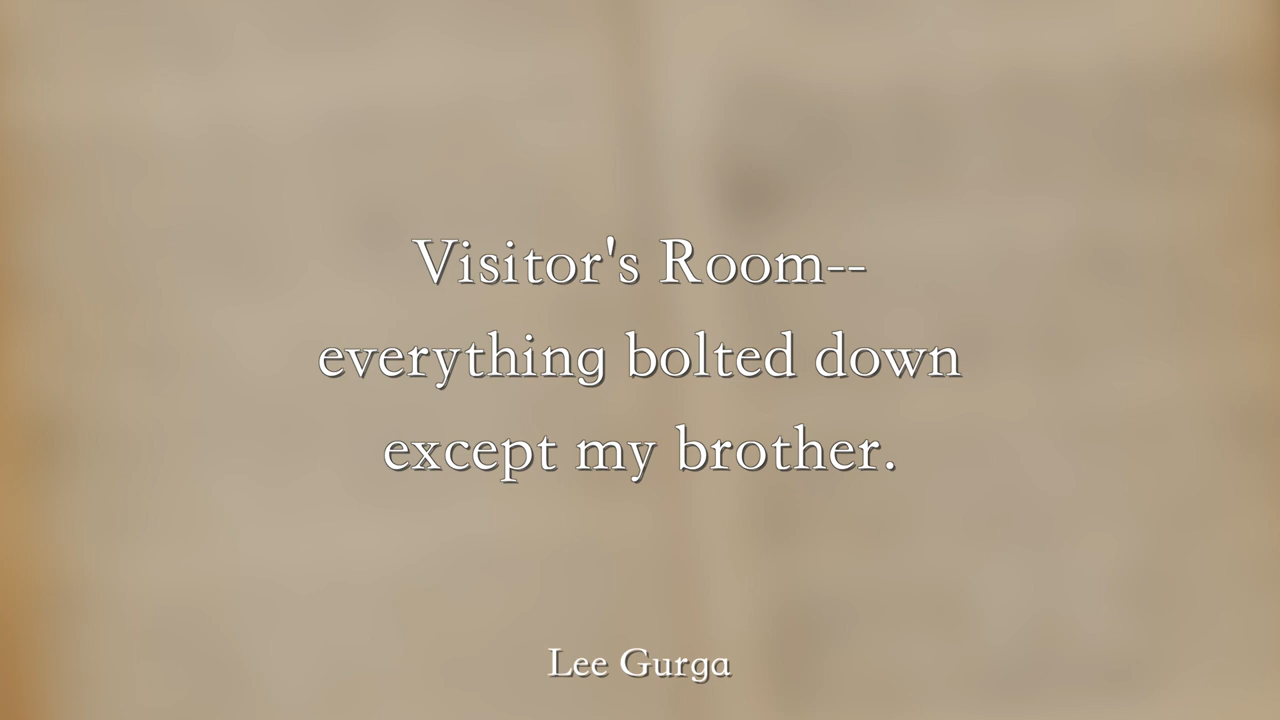 Visitor's Room--
everything bolted down
except my brother.
Lee Gurga